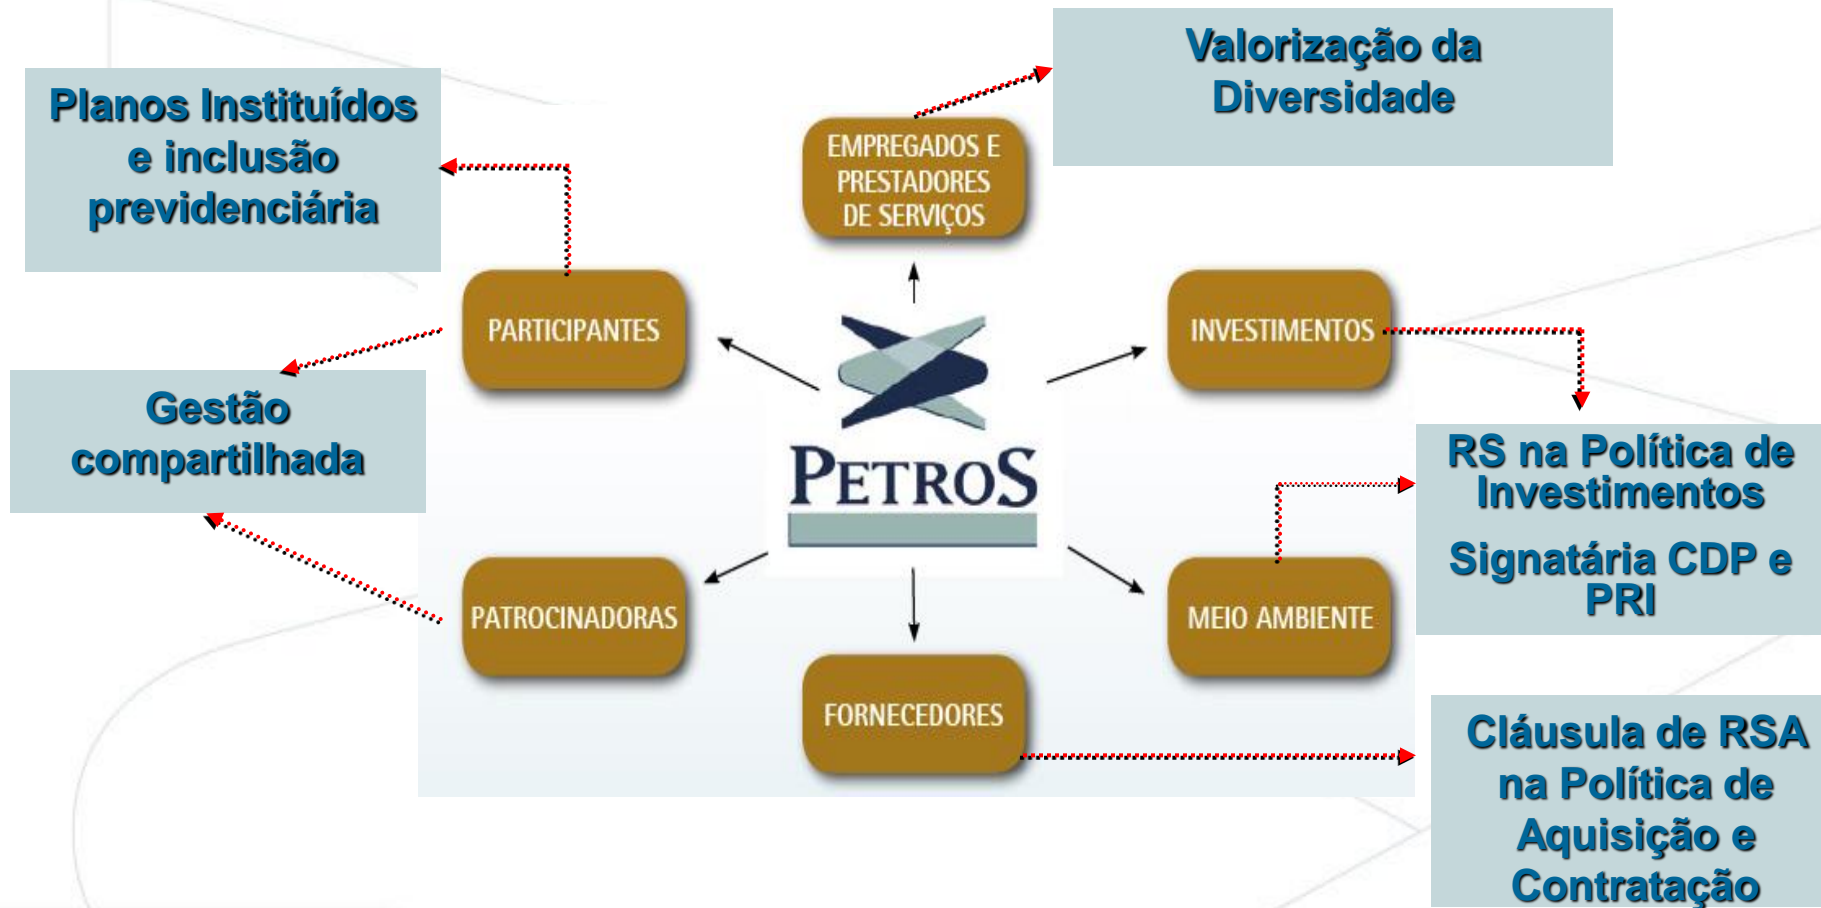 Valorização da
Diversidade
Planos Instituídos
e inclusão
previdenciária
EMPREGADOS E
PRESTADORES
DE SERVIÇOS
PARTICIPANTES
INVESTIMENTOS
Gestão
compartilhada
PETROS
RS na Política de
Investimentos
Signatária CDP e
PRI
PATROCINADORAS
MEIO AMBIENTE
FORNECEDORES
Cláusula de RSA
na Política de
Aquisição e
Contratação